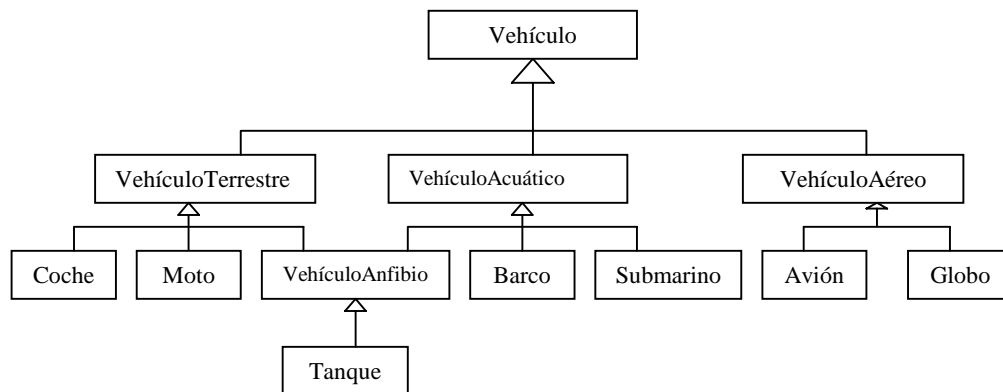 Vehículo
VehículoTerrestre
VehículoAcuático
VehículoAéreo
Coche
Moto
VehículoAnfibio
Barco
Submarino
Avión
Globo
Tanque